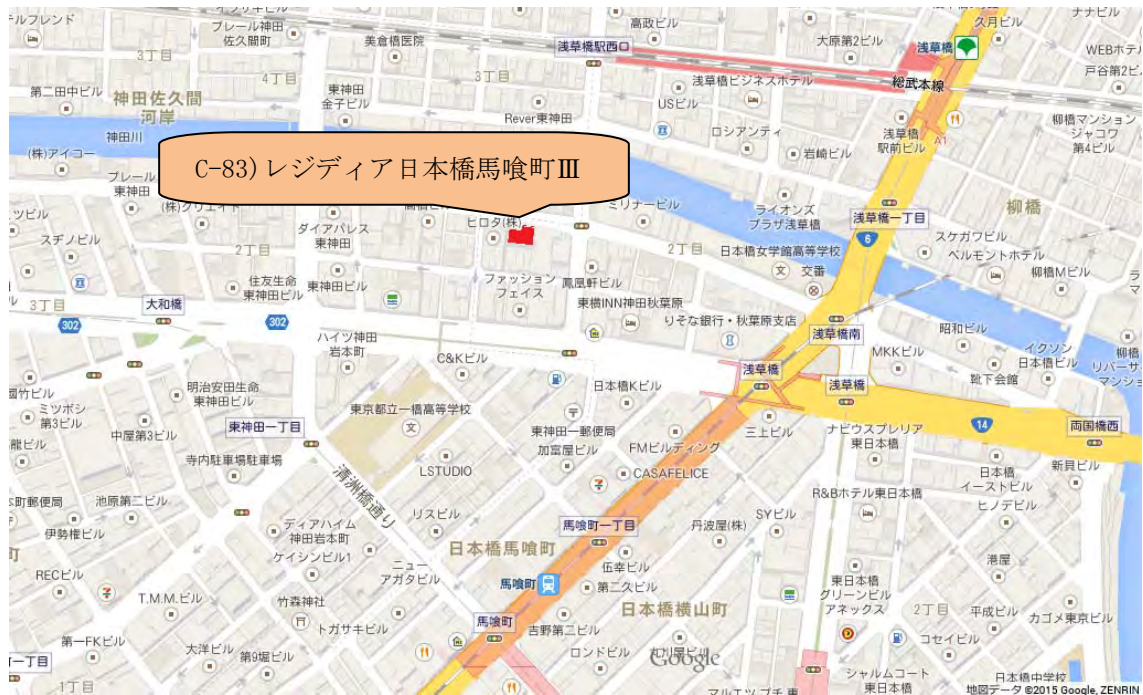 高政ビル
久月ビル
ナナビル
プレール神田
佐久間町
美倉橋医院
浅草橋駅西口
大原第2ビル
浅草橋
WEBホテル
3丁目
4丁目
3丁目
浅草橋ビジネスホテル
総武本線
戸谷第2ビル
第二田中ビル
神田佐久間
河岸
東神田
金子ビル
USビル
Rever東神田
ロシアンティ
浅草橋
駅前ビル
A1
柳橋マンション
ジャコワ
第4ビル
神田川
(株)アイコー
岩崎ビル
C-83)レジディア日本橋馬喰町Ⅲ
プレール
東神田
(株)クリエイト
ミリナービル
ライオンズ
プラザ浅草橋
浅草橋一丁目
柳橋
スヂノビル
2丁目
ダイアパレス
東神田
ヒロタ(株)
2丁目
日本橋女学館高等学校
6
スケガワビル
ベルモントホテル
交番
柳橋Mビル
住友生命
東神田ビル
東神田ビル
ファッション
フェイス
鳳凰軒ビル
東横INN神田秋葉原
3丁目
大和橋
302
302
りそな銀行・秋葉原支店
浅草橋南
昭和ビル
ハイツ神田
岩本町
C&Kビル
MKKビル
イクソン
日本橋ビル
柳橋
リバーサ
マンショ
明治安田生命
東神田ビル
浅草橋
浅草橋
靴下会館
國竹ビル
ミツボシ
第3ビル
日本橋Kビル
東京都立一橋高等学校
14
両国橋西
中屋第3ビル
東神田一丁目
東神田一郵便局
加富屋ビル
三上ビル
ナビウスプレリア
東日本橋
FMビルディング
寺内駐車場駐車場
LSTUDIO
CASAFELICE
日本橋
イーストビル
新貝ビル
清洲橋通り
R&Bホテル東日本橋
ヒノデビル
池原第二ビル
伊勢権ビル
リスビル
SYビル
ディアハイム
神田岩本町
馬喰町一丁目
丹波屋(株)
日本橋馬喰町
港屋
ケイシンビル1
ニュー
アガタビル
伍幸ビル
RECビル
馬喰町
第二久ビル
東日本橋
グリーンビル
アネックス
竹森神社
日本橋横山町
2丁目
平成ビル
T.M.M.ビル
カゴメ東京ビル
トガサキビル
馬喰町
吉野第二ビル
コセイビル
第一FKビル
大洋ビル
第9堀ビル
ロンドビル
Google
シャルムコート
東日本橋
日本橋中学校
1丁目
地図データ ©2015 Google, ZENRIN